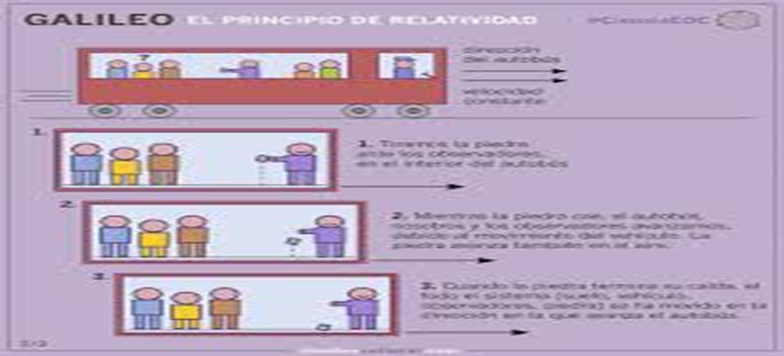 GALILEO EL PRINCIPIO DE RELATIVIDAD
?
dirección
del autobús
velocidad
constante
1.
1. Tiramos la piedra
ante los observadores,
en el interior del autobús
2.
2. Mientras la piedra cae, el autobús,
nosotros y los observadores avanzamos,
debido al movimiento del vehículo. La
piedra avanza también en el aire.
3.
3. Cuando la piedra termina su caída, el
todo el sistema (suelo, vehículo,
observadores, piedra) se ha movido en la
dirección en la que avanza el autobús.